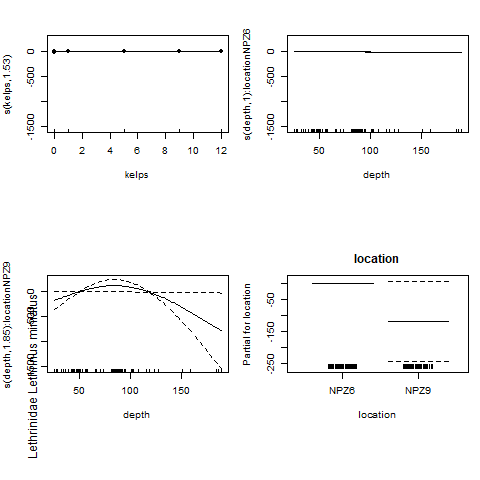 s(kelps,1.53)
0
-500
-1500
0 2 4 6 8 10 12
kelps
s(depth,1):locationNPZ6
0
-500
-1500
50 100 150
depth
s(depth,1.85):locationNPZ9
0
50 100 150
depth
Lethrinidae Lethrinus miniatus
location
Partial for location
-50
-150
-250
NPZ6 NPZ9
location